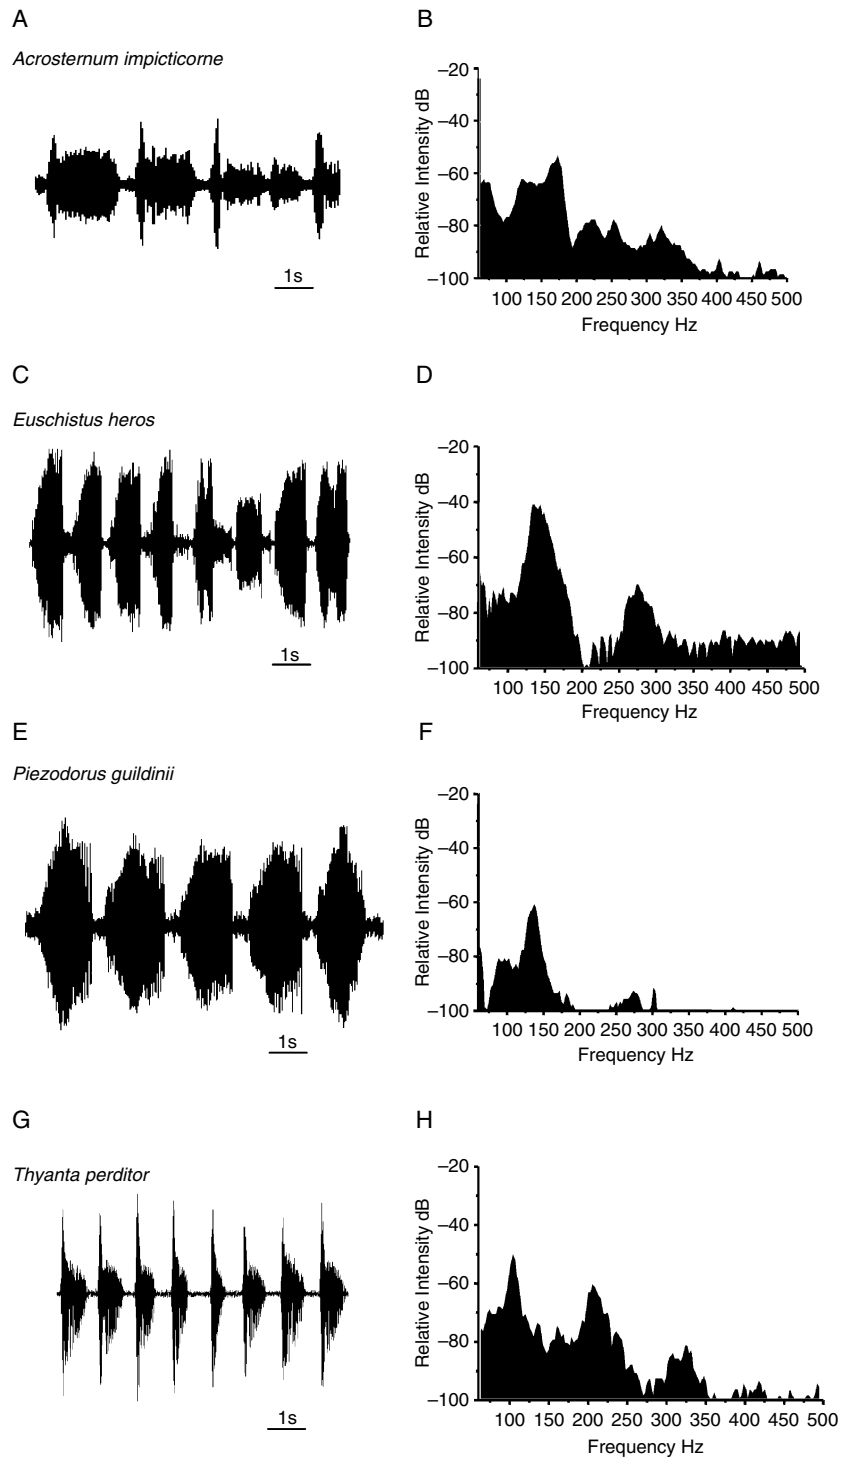 A
B
Acrosternum impicticorne
Relative Intensity dB
–20
–40
–60
–80
–100
1s
100 150 200 250 300 350 400 450 500
Frequency Hz
C
D
Euschistus heros
Relative Intensity dB
–20
–40
–60
–80
–100
1s
100 150 200 250 300 350 400 450 500
Frequency Hz
E
F
Piezodorus guildinii
Relative Intensity dB
–20
–40
–60
–80
–100
1s
100 150 200 250 300 350 400 450 500
Frequency Hz
G
H
Thyanta perditor
Relative Intensity dB
–20
–40
–60
–80
–100
1s
100 150 200 250 300 350 400 450 500
Frequency Hz